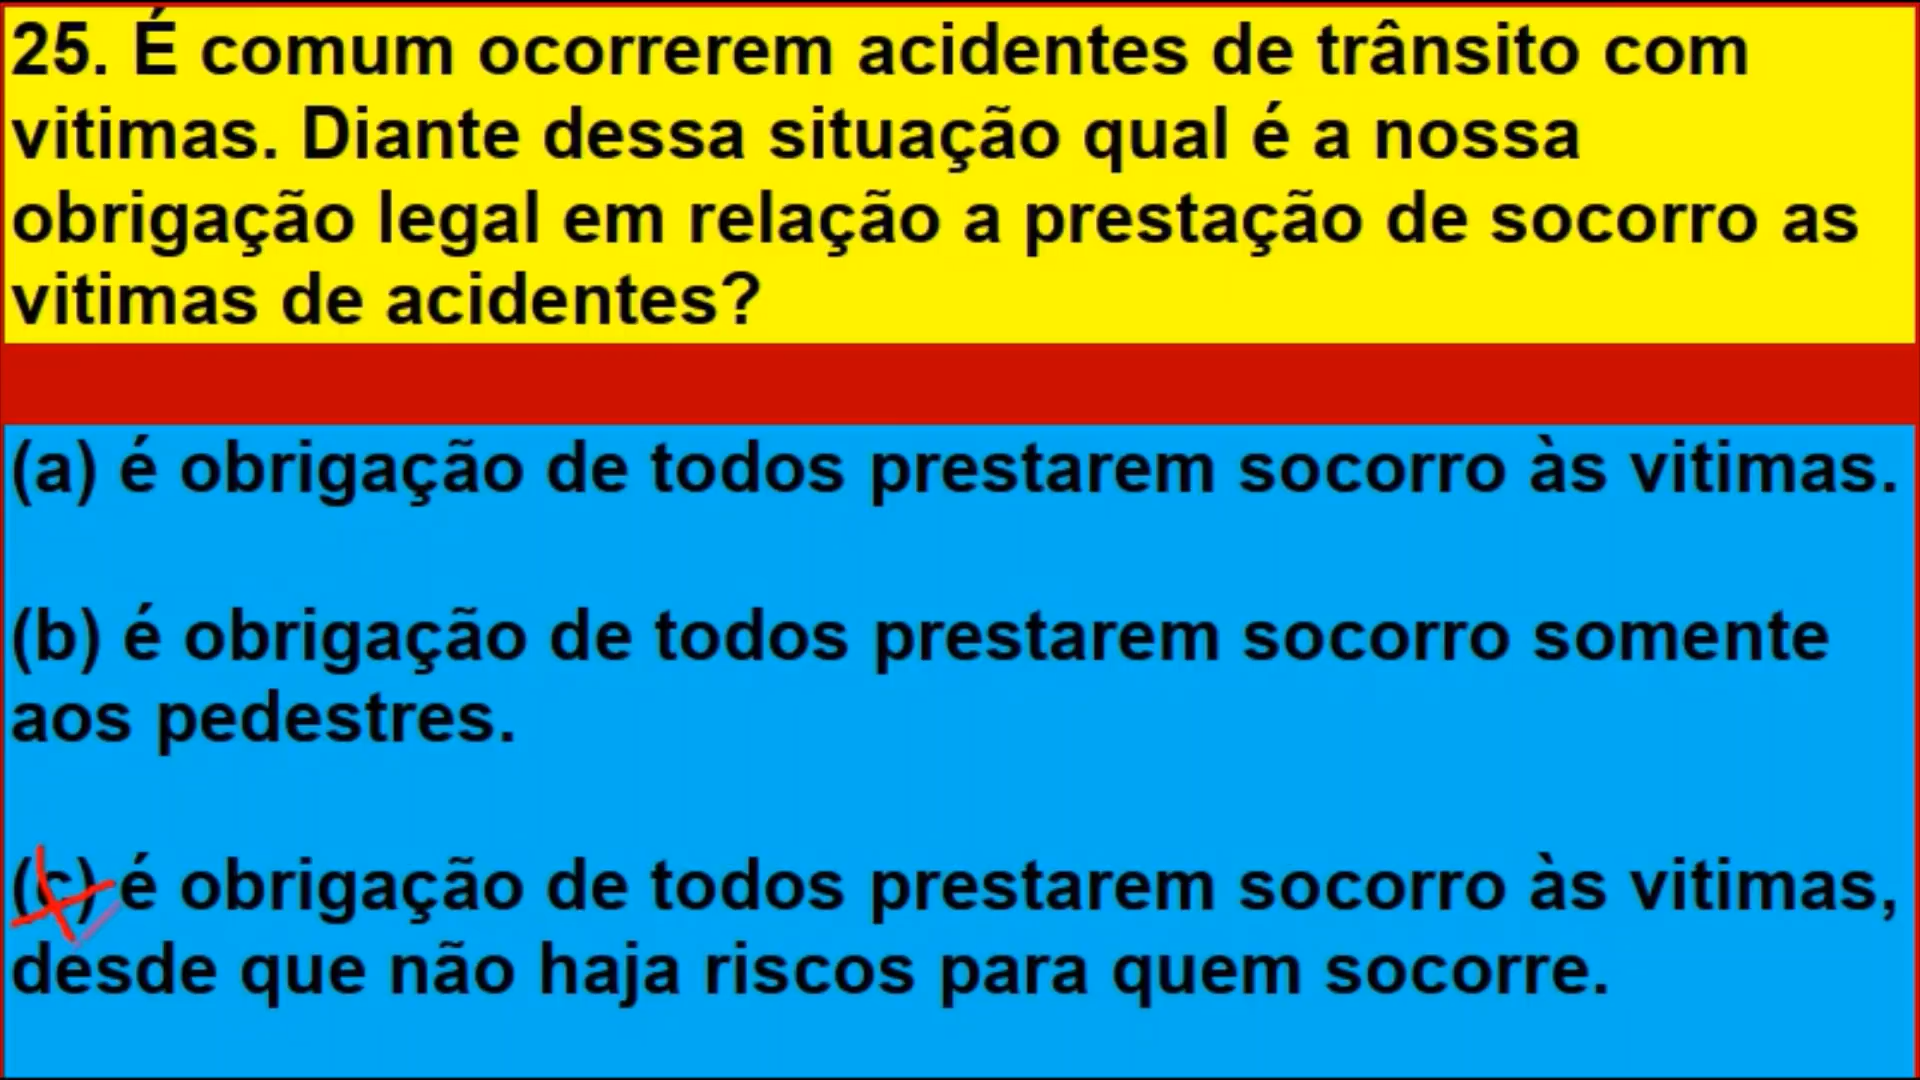 25. É comum ocorrerem acidentes de trânsito com
vitimas. Diante dessa situação qual é a nossa
obrigação legal em relação a prestação de socorro as
vitimas de acidentes?
(a) é obrigação de todos prestarem socorro às vitimas.
(b) é obrigação de todos prestarem socorro somente
aos pedestres.
(c) é obrigação de todos prestarem socorro às vitimas,
desde que não haja riscos para quem socorre.